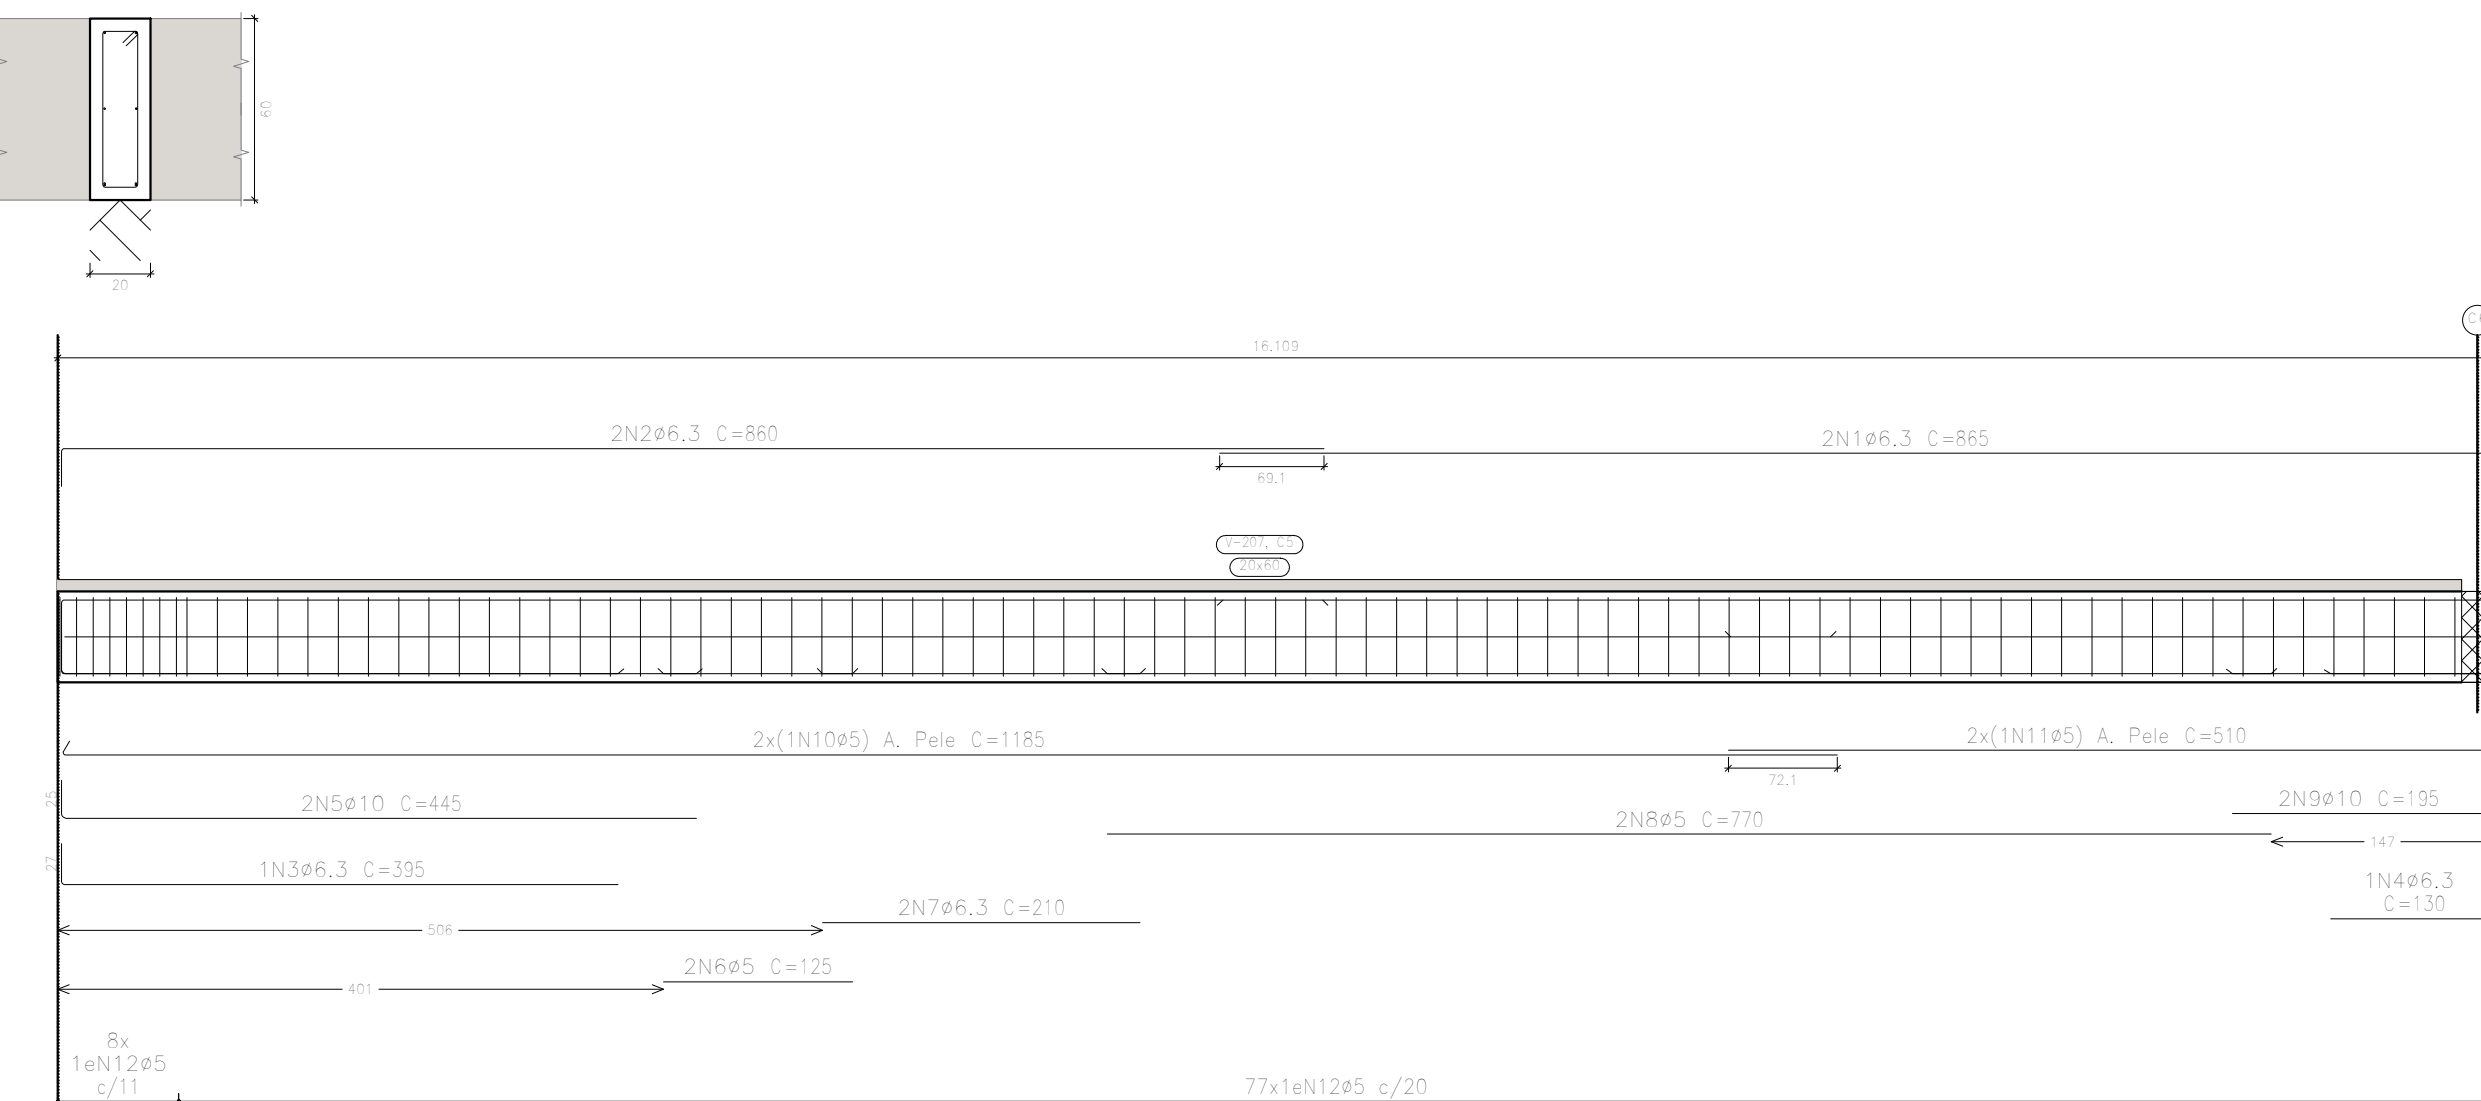 60
20
16.109
2N2ø6.3 C=860
2N1ø6.3 C=865
69.1
V-207, C5
20x60
2x(1N10ø5) A. Pele C=1185
2x(1N11ø5) A. Pele C=510
72.1
25
2N5ø10 C=445
2N9ø10 C=195
2N8ø5 C=770
147
27
1N3ø6.3 C=395
1N4ø6.3
C=130
2N7ø6.3 C=210
506
2N6ø5 C=125
401
8x
1eN12ø5
c/11
77x1eN12ø5 c/20